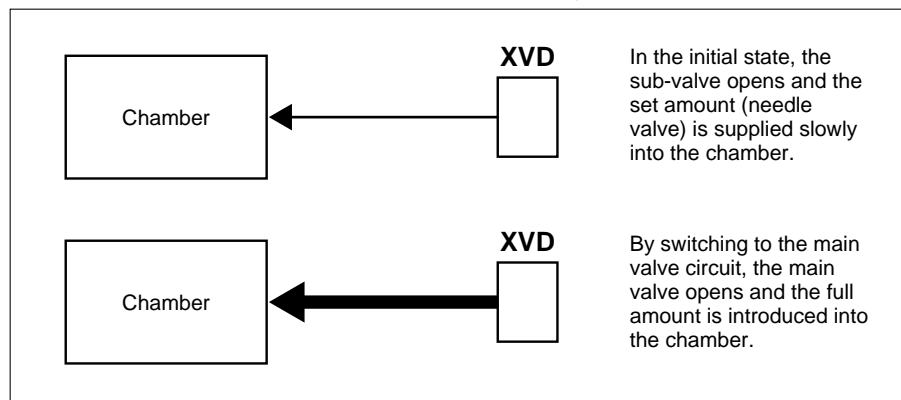 XVD
Chamber
In the initial state, the
sub-valve opens and the
set amount (needle
valve) is supplied slowly
into the chamber.
XVD
Chamber
By switching to the main
valve circuit, the main
valve opens and the full
amount is introduced into
the chamber.